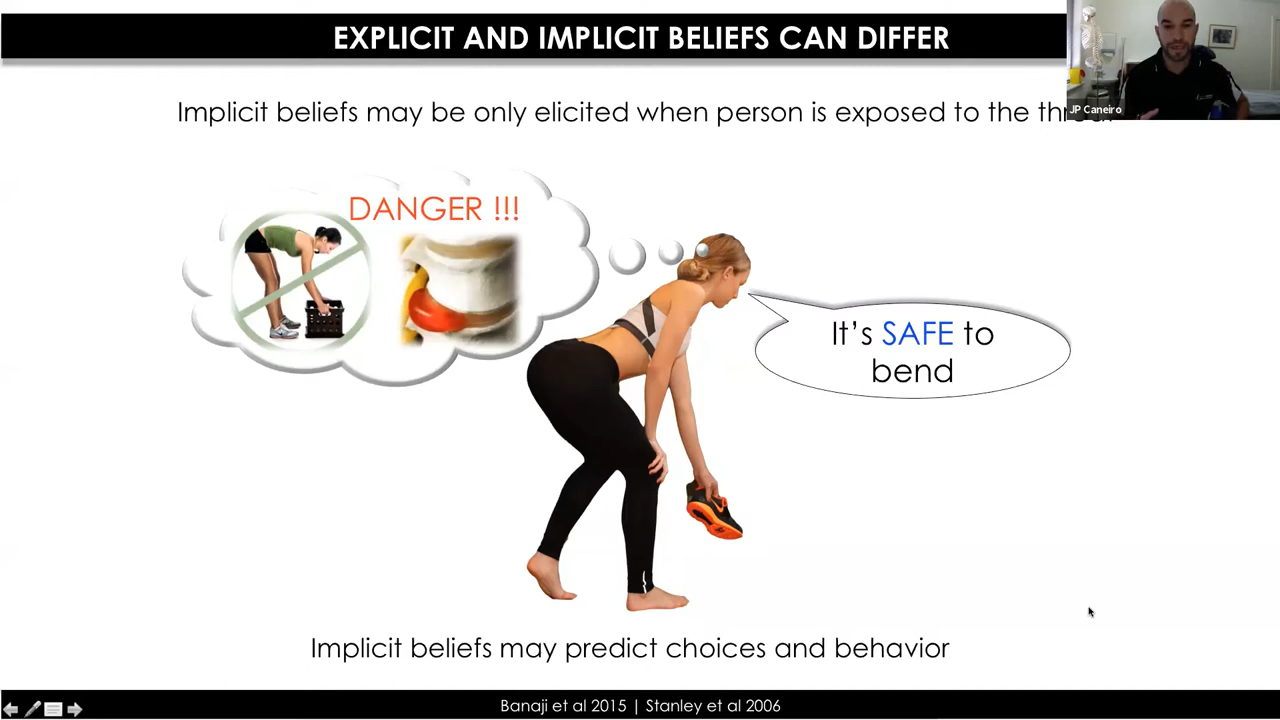 EXPLICIT AND IMPLICIT BELIEFS CAN DIFFER
Implicit beliefs may be only elicited when person is exposed to the
JP Caneiro
DANGER !!!
It's SAFE to
bend
Implicit beliefs may predict choices and behavior
Banaji et al 2015 | Stanley et al 2006